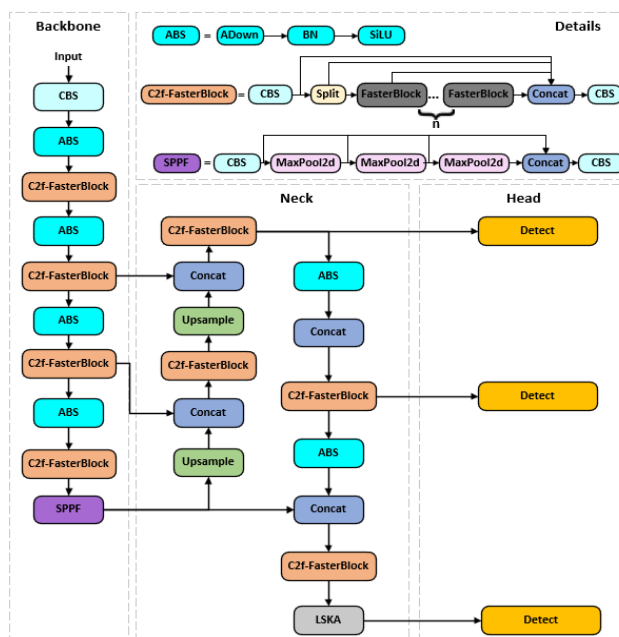 Backbone
Input
CBS
ABS
C2f-FasterBlock
ABS
C2f-FasterBlock
ABS
C2f-FasterBlock
ABS
C2f-FasterBlock
SPPF
Details
ABS = ADown BN SiLU
C2f-FasterBlock = CBS Split FasterBlock ... FasterBlock Concat CBS
n
SPPF = CBS MaxPool2d MaxPool2d MaxPool2d Concat CBS
Neck
C2f-FasterBlock
Concat
Upsample
C2f-FasterBlock
Concat
Upsample
ABS
Concat
C2f-FasterBlock
ABS
Concat
C2f-FasterBlock
LSKA
Head
Detect
Detect
Detect